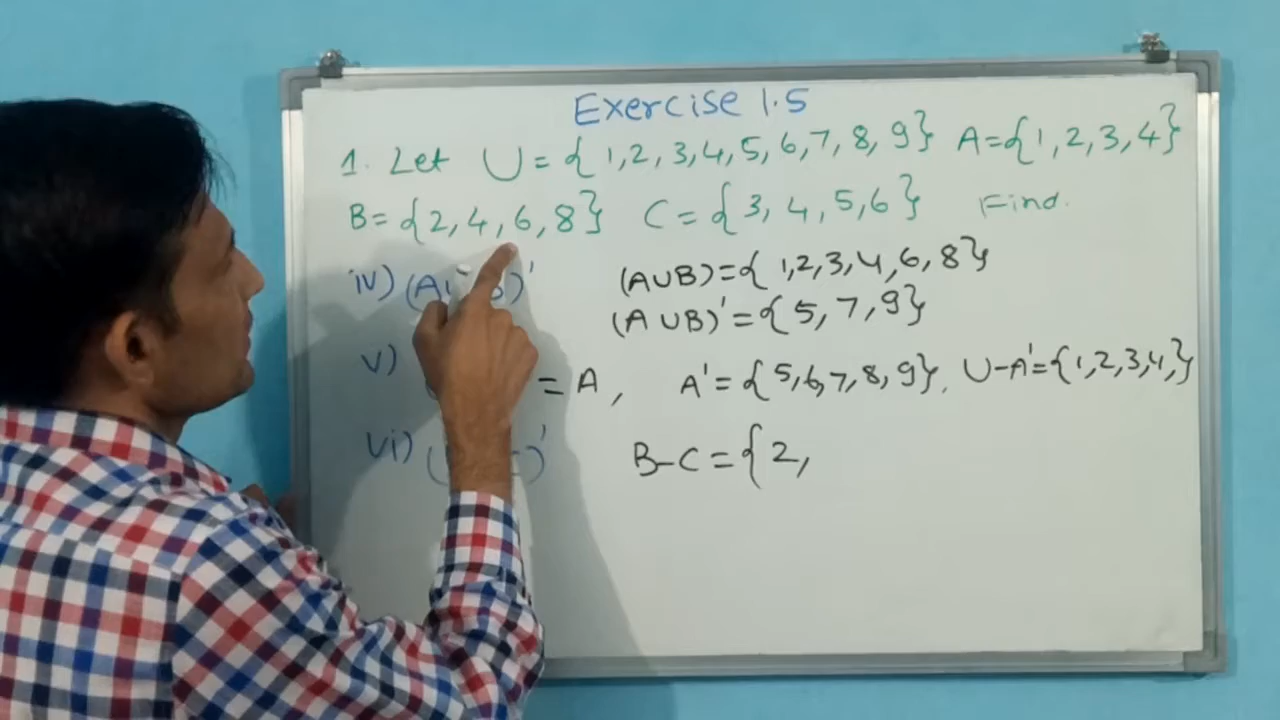 Exercise 1.5
1. Let U = { 1,2, 3,4, 5, 6, 7, 8, 9} A={1, 2, 3, 4}
B= {2, 4, 6, 8} C = {3, 4, 5,6} Find.
iv) (A B)' (AUB)={ 1,2,3,4, 6, 8}
(A U B)'={5, 7, 9}
v) = A, A'= {5,6,7, 8, 9}, U-A'={1,2,3,4,}
vi) ( )' B-C={2,